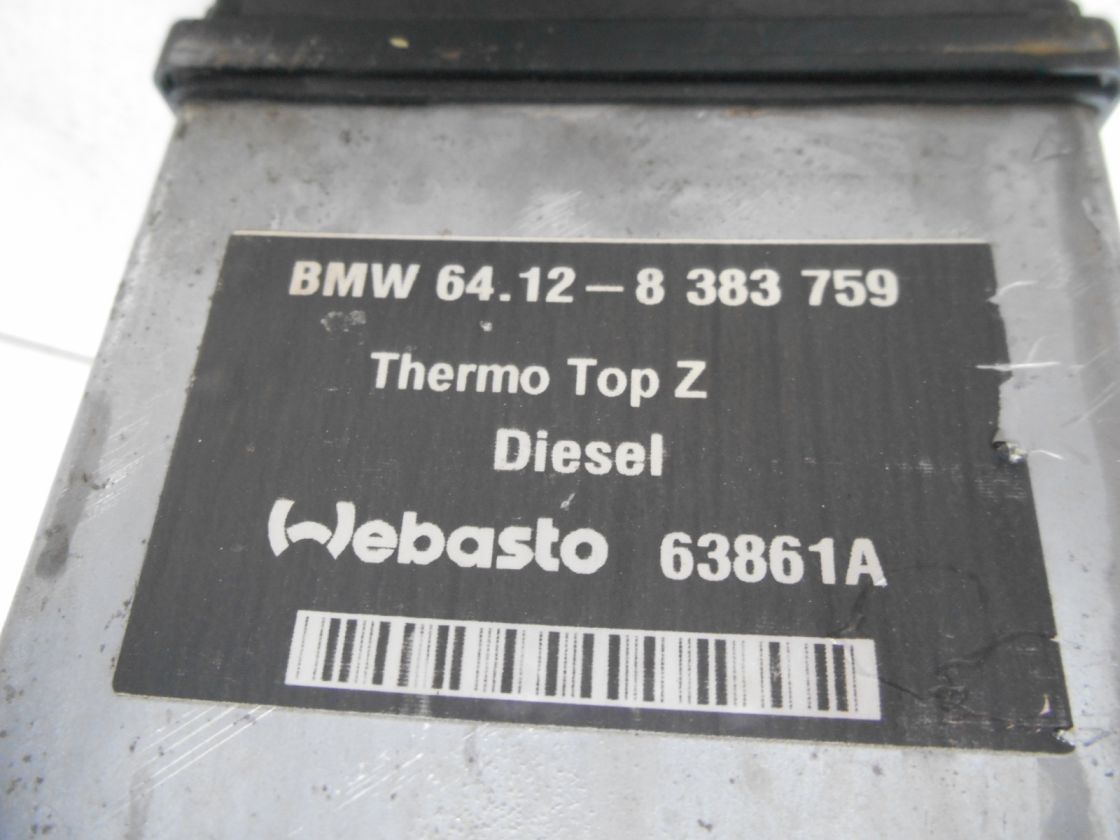 BMW 64.12 – 8 383 759
Thermo Top Z
Diesel
Webasto 63861A